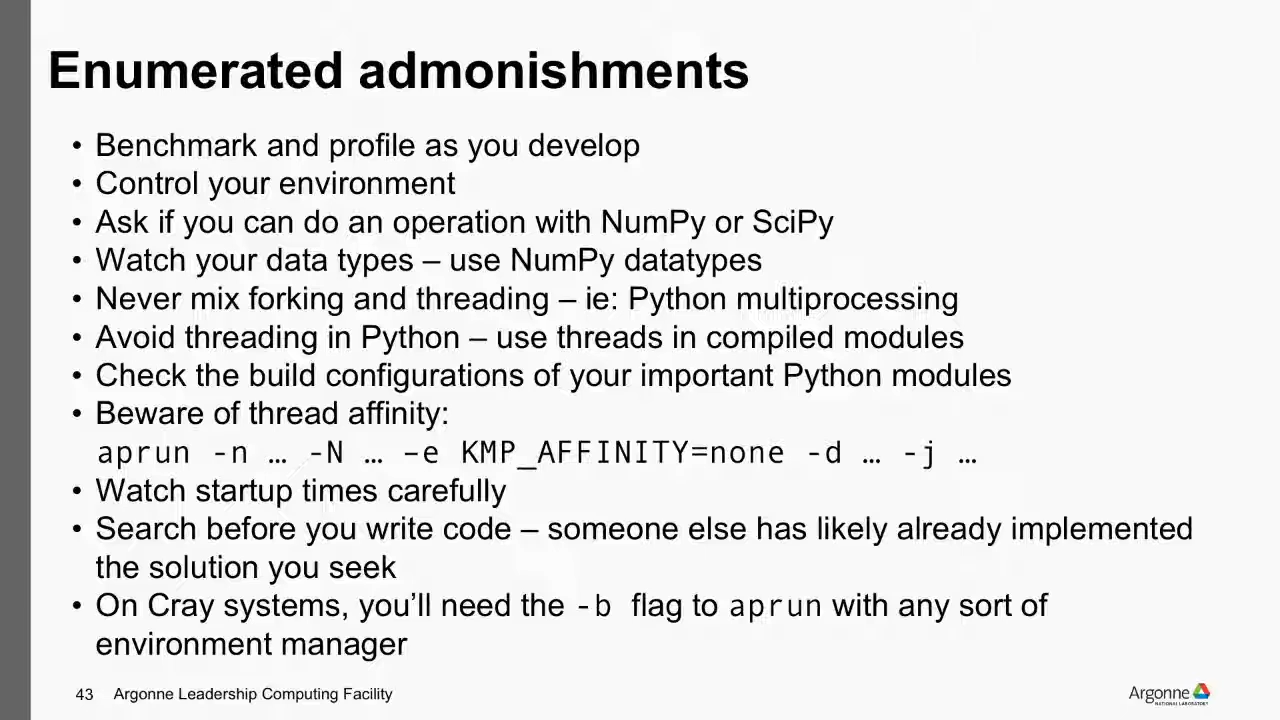 Enumerated admonishments
• Benchmark and profile as you develop
• Control your environment
• Ask if you can do an operation with NumPy or SciPy
• Watch your data types – use NumPy datatypes
• Never mix forking and threading – ie: Python multiprocessing
• Avoid threading in Python – use threads in compiled modules
• Check the build configurations of your important Python modules
• Beware of thread affinity:
aprun -n … -N … –e KMP_AFFINITY=none -d … -j …
• Watch startup times carefully
• Search before you write code – someone else has likely already implemented
the solution you seek
• On Cray systems, you’ll need the -b flag to aprun with any sort of
environment manager
43 Argonne Leadership Computing Facility
Argonne
NATIONAL LABORATORY